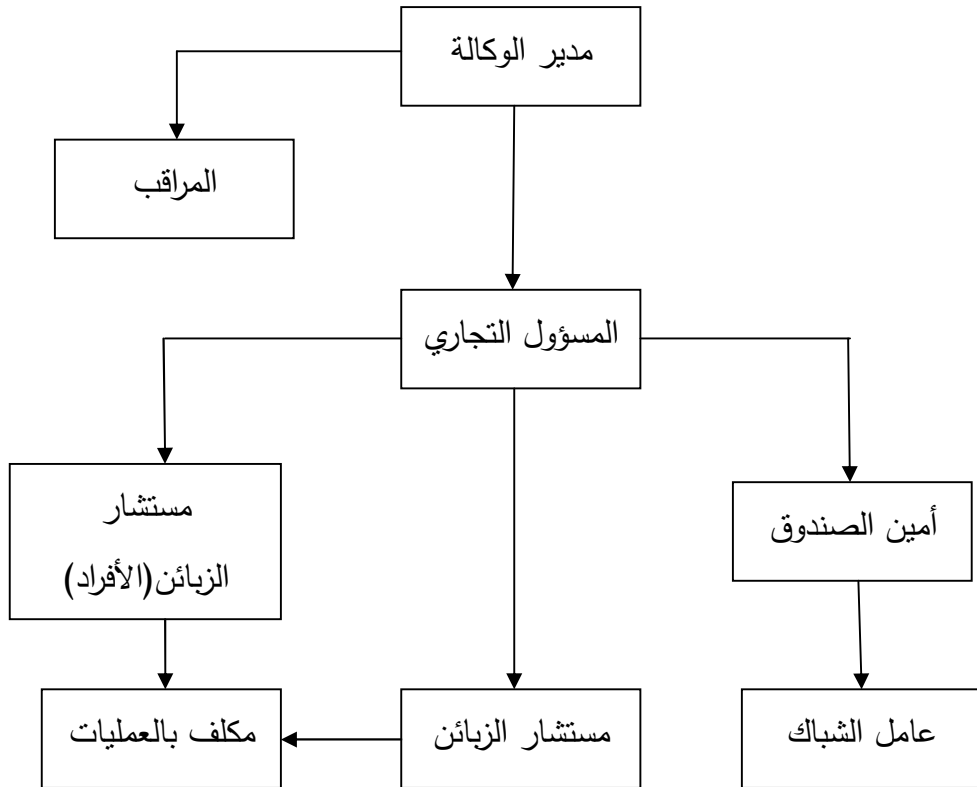 مدير الوكالة
المراقب
المسؤول التجاري
أمين الصندوق
مستشار
الزبائن(الأفراد)
عامل الشباك
مستشار الزبائن
مكلف بالعمليات